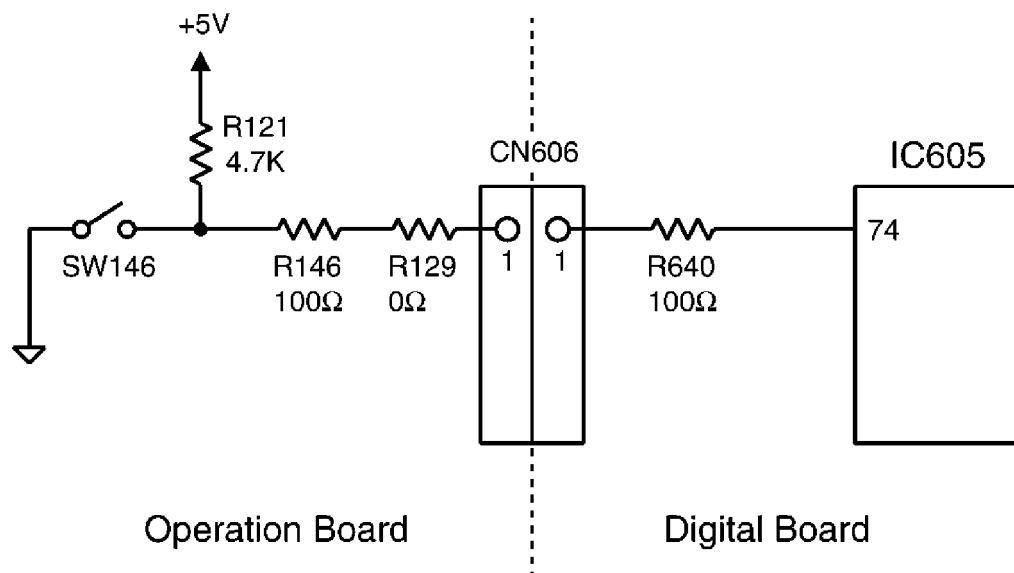 +5V
R121
4.7K
CN606
IC605
74
SW146
R146
100Ω
R129
0Ω
1
1
R640
100Ω
Operation Board
Digital Board